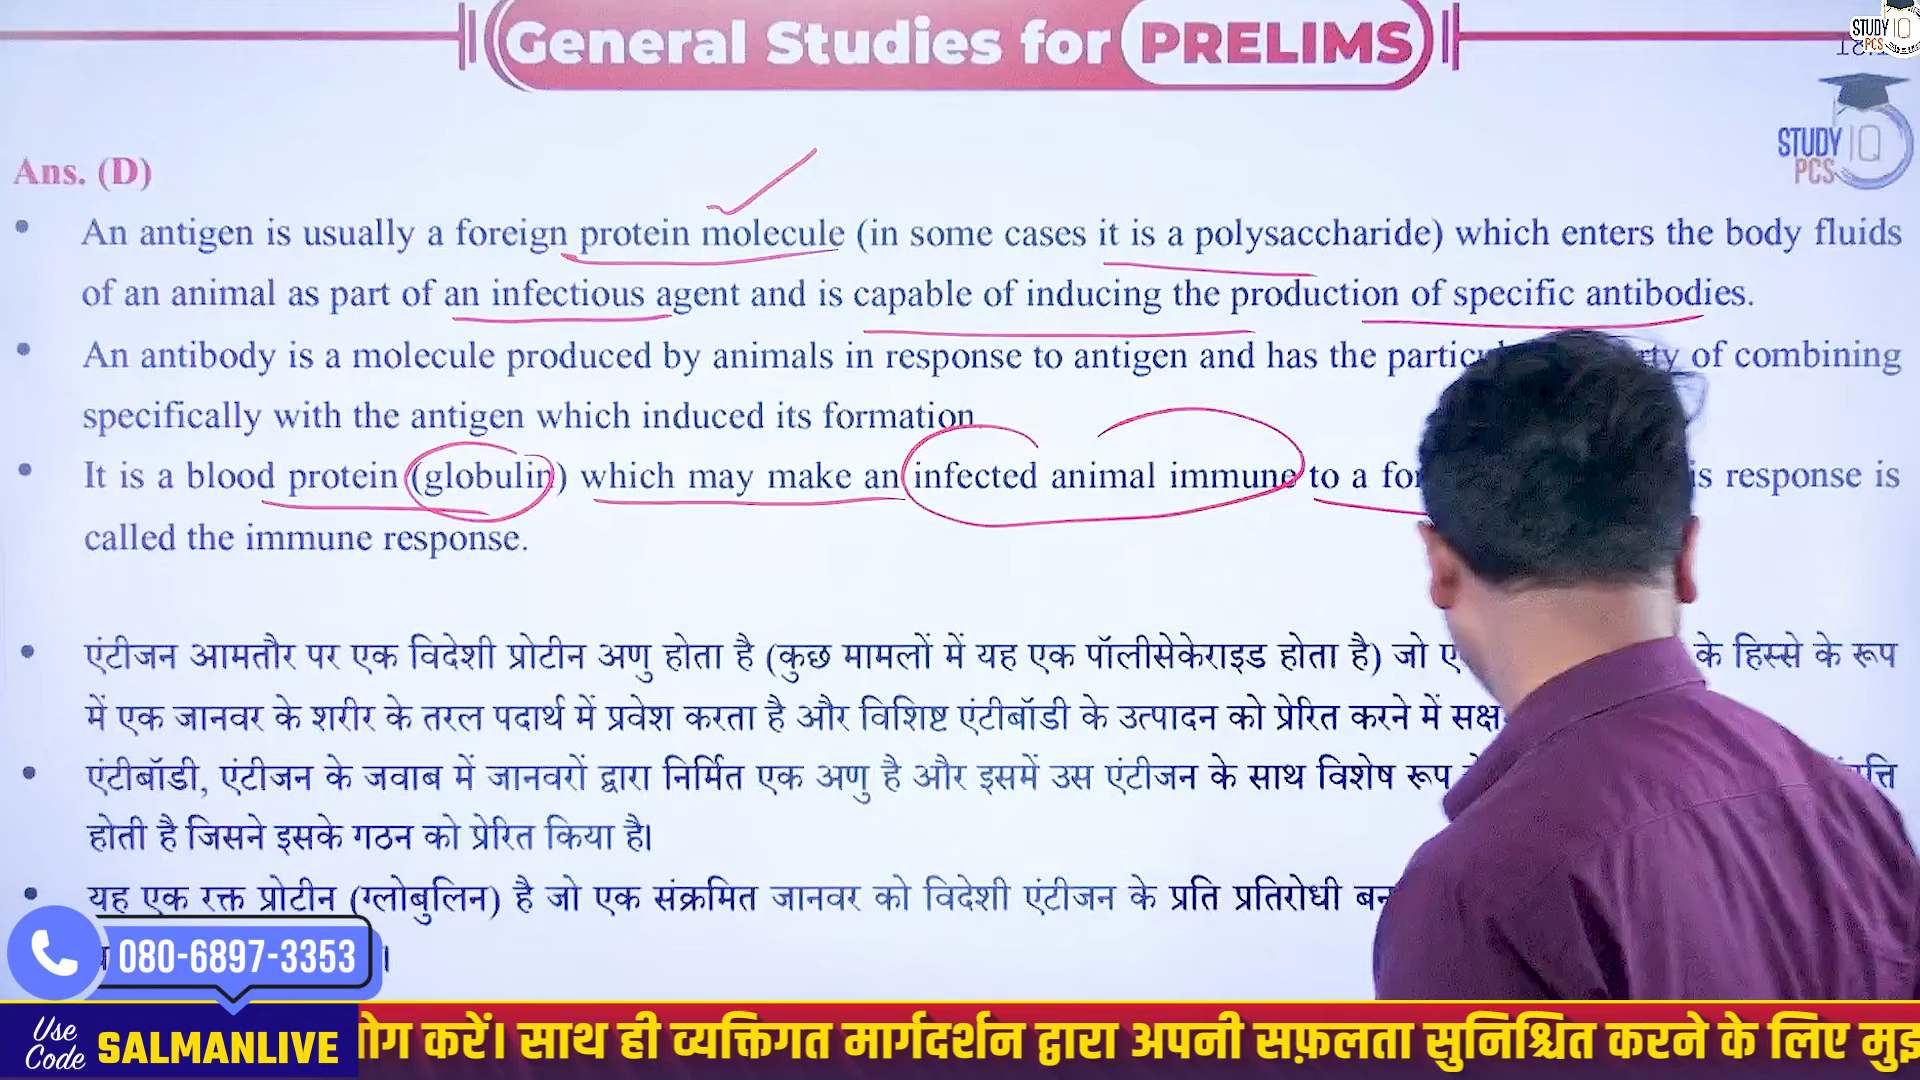 General Studies for PRELIMS
STUDY IQ
PCS
STUDY IQ
PCS
Ans. (D)
• An antigen is usually a foreign protein molecule (in some cases it is a polysaccharide) which enters the body fluids
of an animal as part of an infectious agent and is capable of inducing the production of specific antibodies.
• An antibody is a molecule produced by animals in response to antigen and has the of combining
specifically with the antigen which induced its formation.
• It is a blood protein (globulin) which may make an infected animal immune to a response is
called the immune response.
• एंटीजन आमतौर पर एक विदेशी प्रोटीन अणु होता है (कुछ मामलों में यह एक पॉलीसेकेराइड होता है) जो के हिस्से के रूप
में एक जानवर के शरीर के तरल पदार्थ में प्रवेश करता है और विशिष्ट एंटीबॉडी के उत्पादन को प्रेरित करने में
• एंटीबॉडी, एंटीजन के जवाब में जानवरों द्वारा निर्मित एक अणु है और इसमें उस एंटीजन के साथ विशेष रूप
होती है जिसने इसके गठन को प्रेरित किया है।
• यह एक रक्त प्रोटीन (ग्लोबुलिन) है जो एक संक्रमित जानवर को विदेशी एंटीजन के प्रति प्रतिरोधी
080-6897-3353
Use Code SALMANLIVE
करें। साथ ही व्यक्तिगत मार्गदर्शन द्वारा अपनी सफ़लता सुनिश्चित करने के लिए